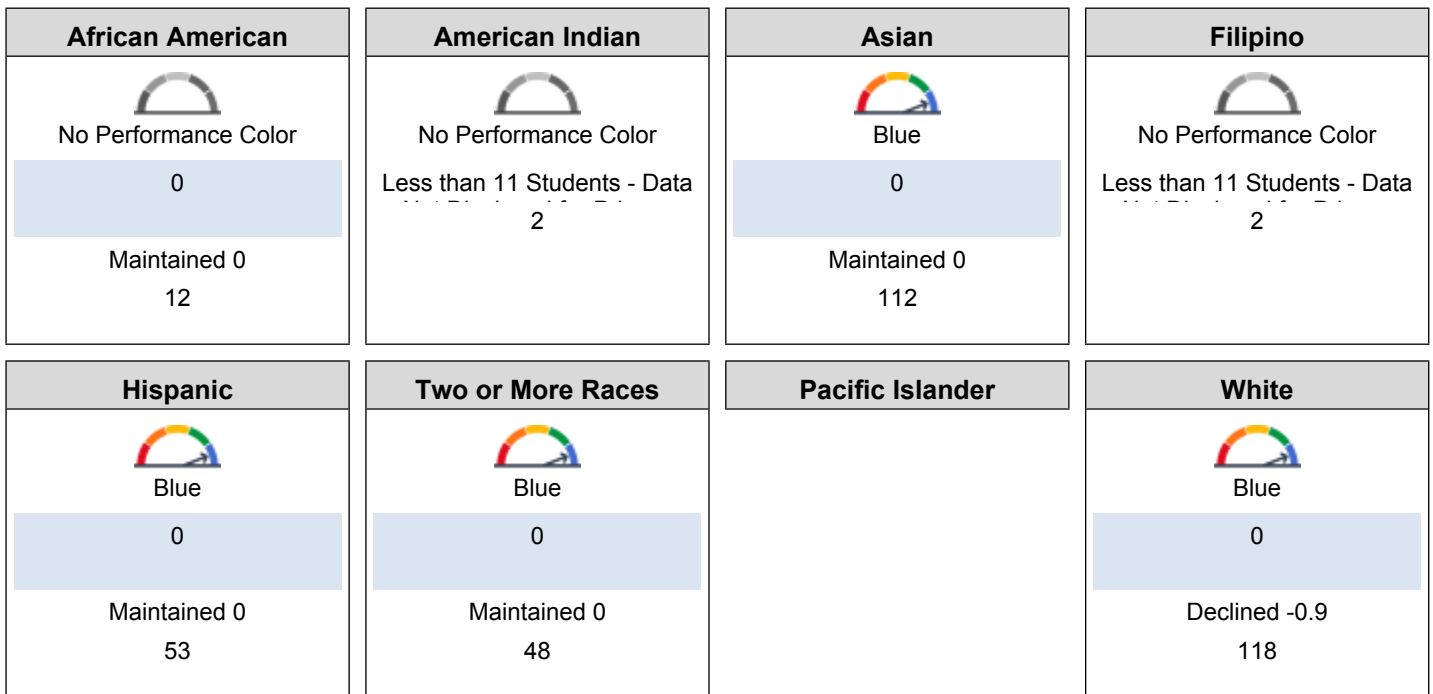 African American
No Performance Color
0
Maintained 0
12
American Indian
No Performance Color
Less than 11 Students - Data
2
Asian
Blue
0
Maintained 0
112
Filipino
No Performance Color
Less than 11 Students - Data
2
Hispanic
Blue
0
Maintained 0
53
Two or More Races
Blue
0
Maintained 0
48
Pacific Islander
White
Blue
0
Declined -0.9
118